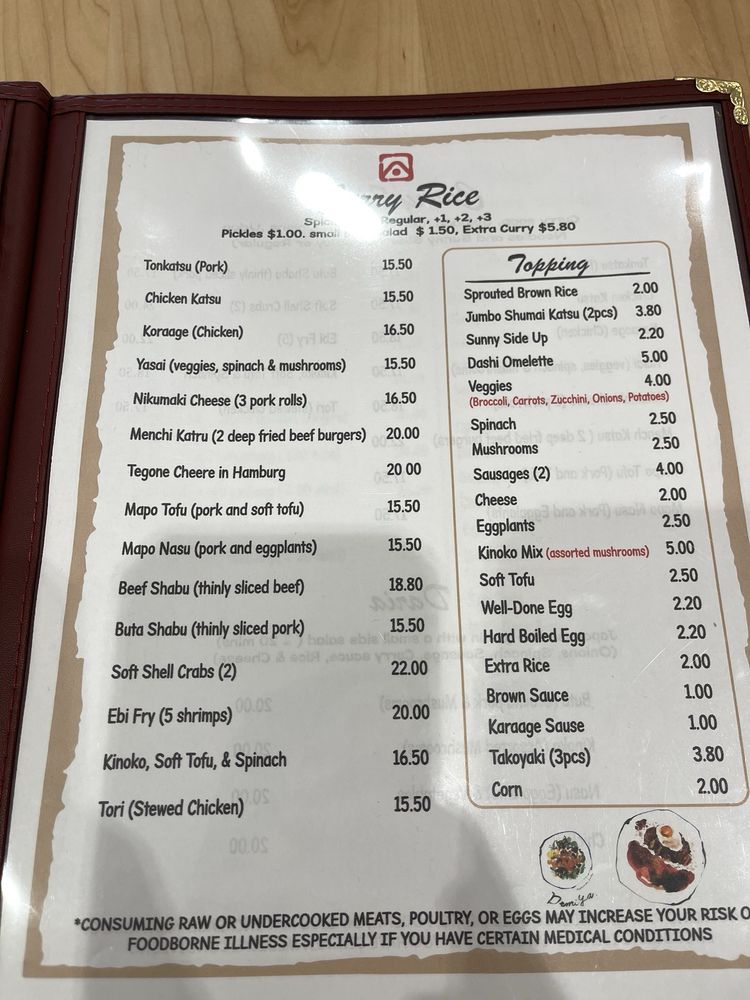 Rice
Regular, +1, +2, +3
Pickles $1.00. small salad $ 1.50, Extra Curry $5.80
Tonkatsu (Pork) 15.50
Chicken Katsu 15.50
Koraage (Chicken) 16.50
Yasai (veggies, spinach & mushrooms) 15.50
Nikumaki Cheese (3 pork rolls) 16.50
Menchi Katru (2 deep fried beef burgers) 20.00
Tegone Cheere in Hamburg 20 00
Mapo Tofu (pork and soft tofu) 15.50
Mapo Nasu (pork and eggplants) 15.50
Beef Shabu (thinly sliced beef) 18.80
Buta Shabu (thinly sliced pork) 15.50
Soft Shell Crabs (2) 22.00
Ebi Fry (5 shrimps) 20.00
Kinoko, Soft Tofu, & Spinach 16.50
Tori (Stewed Chicken) 15.50
Topping
Sprouted Brown Rice 2.00
Jumbo Shumai Katsu (2pcs) 3.80
Sunny Side Up 2.20
Dashi Omelette 5.00
Veggies 4.00
(Broccoli, Carrots, Zucchini, Onions, Potatoes)
Spinach 2.50
Mushrooms 2.50
Sausages (2) 4.00
Cheese 2.00
Eggplants 2.50
Kinoko Mix (assorted mushrooms) 5.00
Soft Tofu 2.50
Well-Done Egg 2.20
Hard Boiled Egg 2.20
Extra Rice 2.00
Brown Sauce 1.00
Karaage Sause 1.00
Takoyaki (3pcs) 3.80
Corn 2.00
Demiya
*CONSUMING RAW OR UNDERCOOKED MEATS, POULTRY, OR EGGS MAY INCREASE YOUR RISK O
FOODBORNE ILLNESS ESPECIALLY IF YOU HAVE CERTAIN MEDICAL CONDITIONS